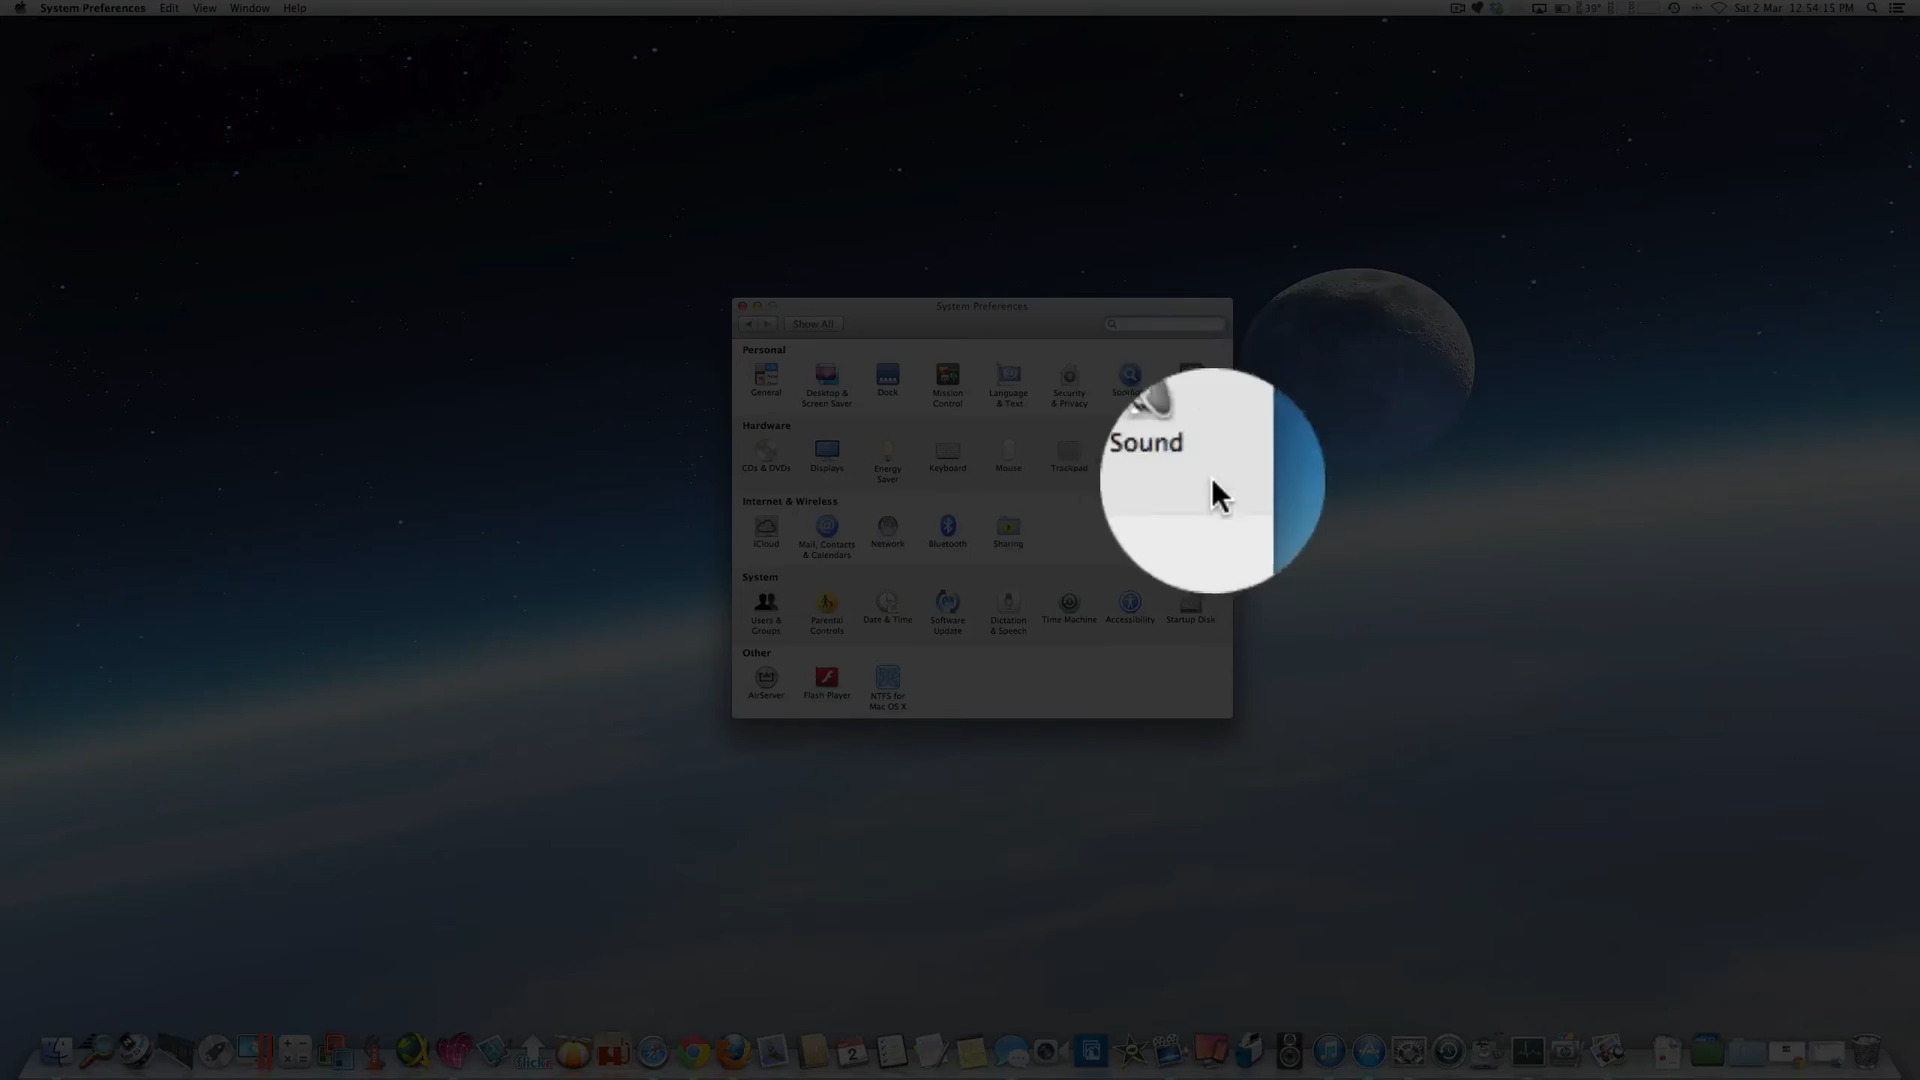 System Preferences Edit View Window Help
39° Sat 2 Mar 12:54:15 PM
System Preferences
Show All
Personal
General
Desktop & Screen Saver
Dock
Mission Control
Language & Text
Security & Privacy
Hardware
CDs & DVDs
Displays
Energy Saver
Keyboard
Mouse
Trackpad
Sound
Internet & Wireless
iCloud
Mail, Contacts & Calendars
Network
Bluetooth
Sharing
System
Users & Groups
Parental Controls
Date & Time
Software Update
Dictation & Speech
Time Machine
Accessibility
Startup Disk
Other
AirServer
Flash Player
NTFS for Mac OS X
flickr
2